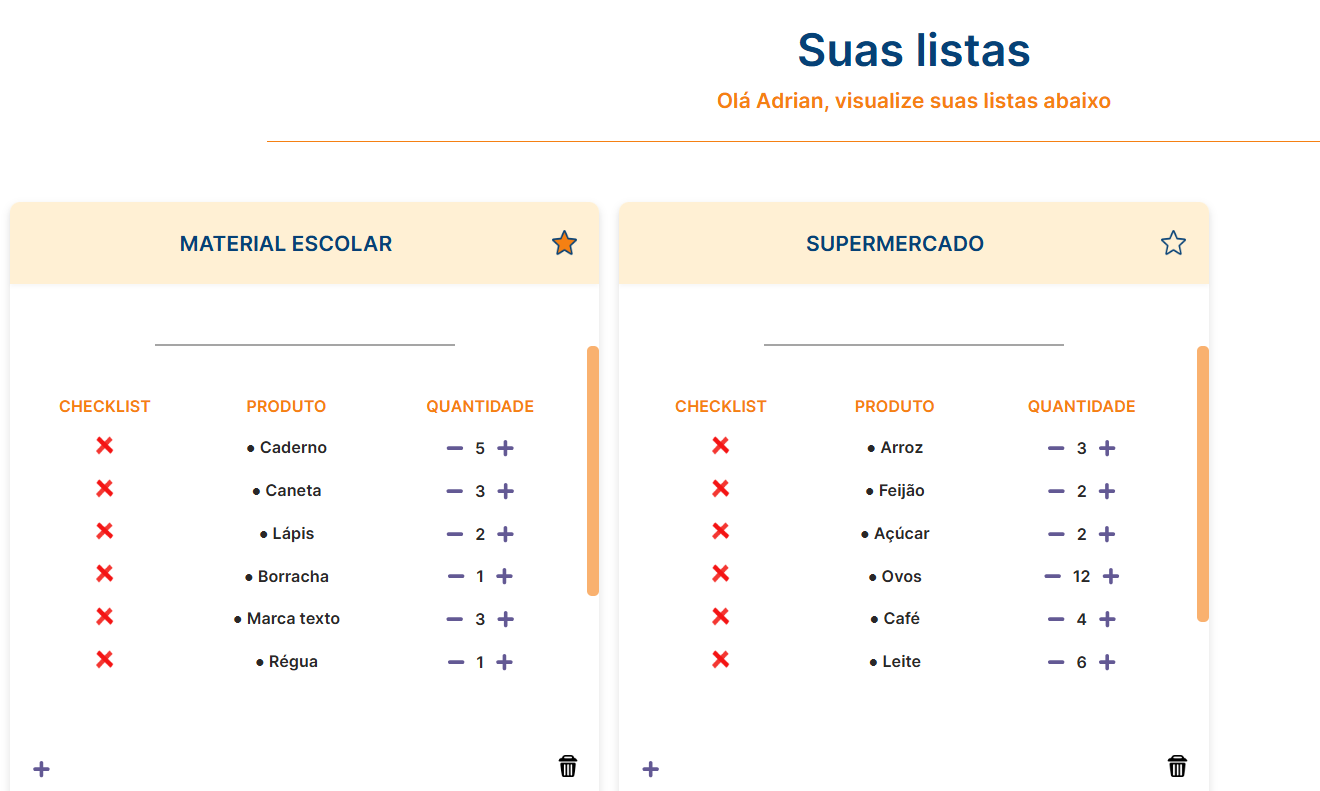 Suas listas
Olá Adrian, visualize suas listas abaixo
MATERIAL ESCOLAR
CHECKLIST PRODUTO QUANTIDADE
• Caderno 5
• Caneta 3
• Lápis 2
• Borracha 1
• Marca texto 3
• Régua 1
SUPERMERCADO
CHECKLIST PRODUTO QUANTIDADE
• Arroz 3
• Feijão 2
• Açúcar 2
• Ovos 12
• Café 4
• Leite 6